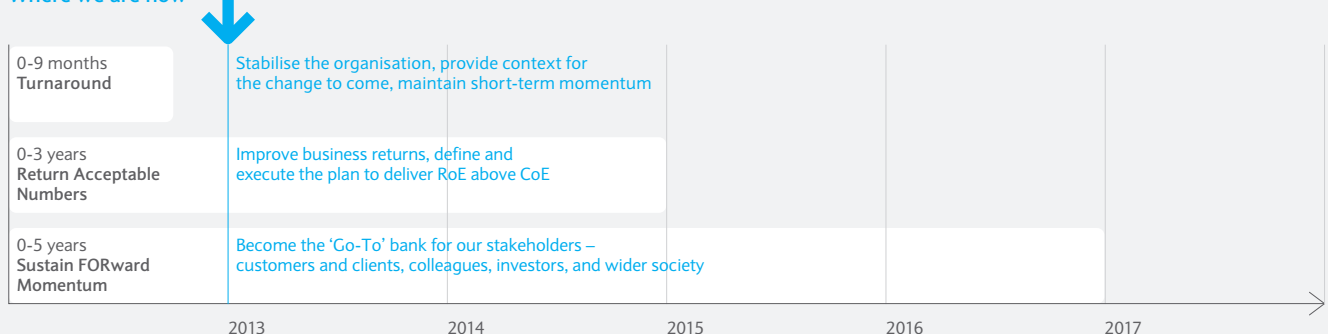 Where we are now
0-9 months
Turnaround
Stabilise the organisation, provide context for
the change to come, maintain short-term momentum
0-3 years
Return Acceptable
Numbers
Improve business returns, define and
execute the plan to deliver RoE above CoE
0-5 years
Sustain FORward
Momentum
Become the ‘Go-To’ bank for our stakeholders –
customers and clients, colleagues, investors, and wider society
2013
2014
2015
2016
2017